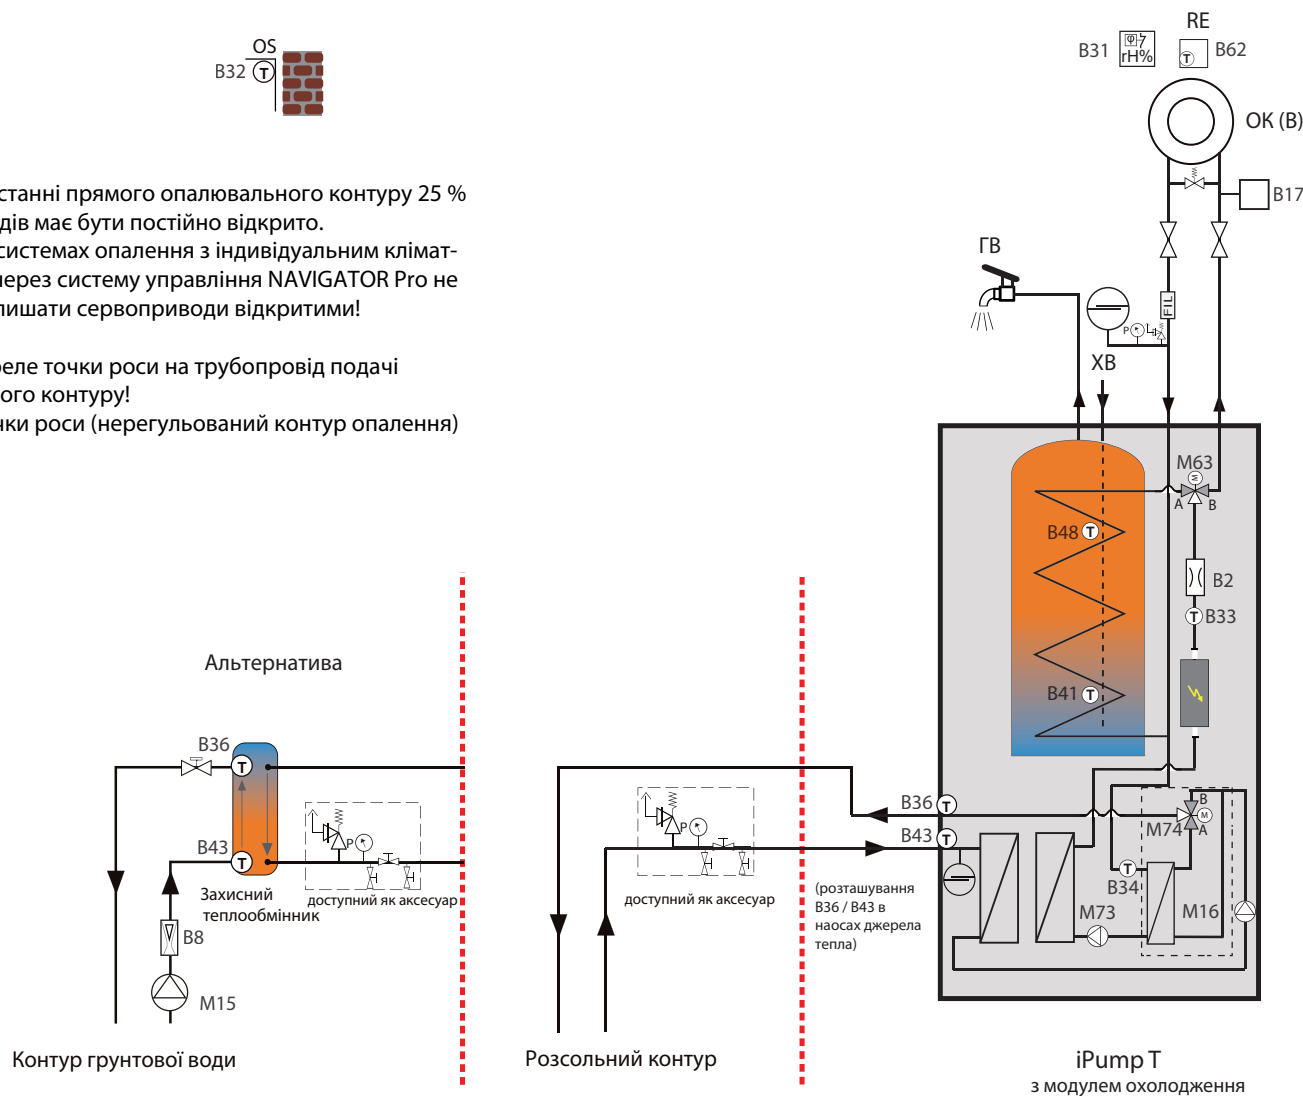 OS
B32 T
RE
B31 rH% T B62
ОК (В)
B17
станні прямого опалювального контуру 25 %
дів має бути постійно відкрито.
системах опалення з індивідуальним клімат-
через систему управління NAVIGATOR Pro не
лишати сервоприводи відкритими!
еле точки роси на трубопровід подачі
ого контуру!
чки роси (нерегульований контур опалення)
ГВ
FIL
P
ХВ
M63
M
A B
B48 T
B2
T B33
B41 T
Альтернатива
B36
T
B43
T
P
Захисний
теплообмінник
доступний як аксесуар
B8
M15
Контур грунтової води
P
доступний як аксесуар
Розсольний контур
B36 T
B43 T
(розташування
B36 / B43 в
наосах джерела
тепла)
B
M74 M
A
T
B34
M73
M16
iPump T
з модулем охолодження